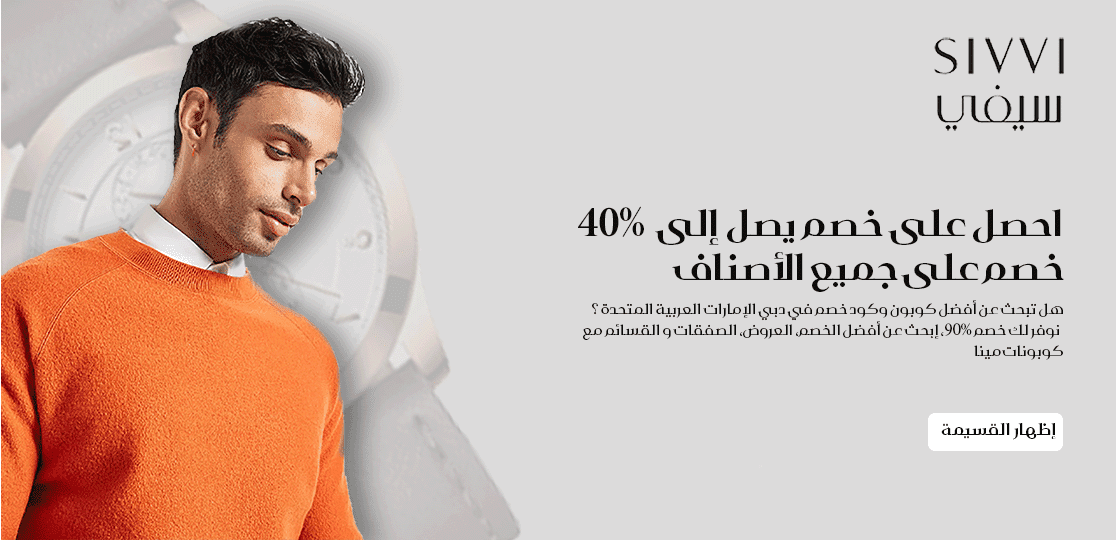 SIVVI
سيفي
احصل على خصم يصل إلى 40%
خصم على جميع الأصناف
هل تبحث عن أفضل كوبون وكود خصم في دبي الإمارات العربية المتحدة ؟
نوفر لك خصم 90%, إبحث عن أفضل الخصم, العروض, الصفقات و القسائم مع
كوبونات مينا
إظهار القسيمة